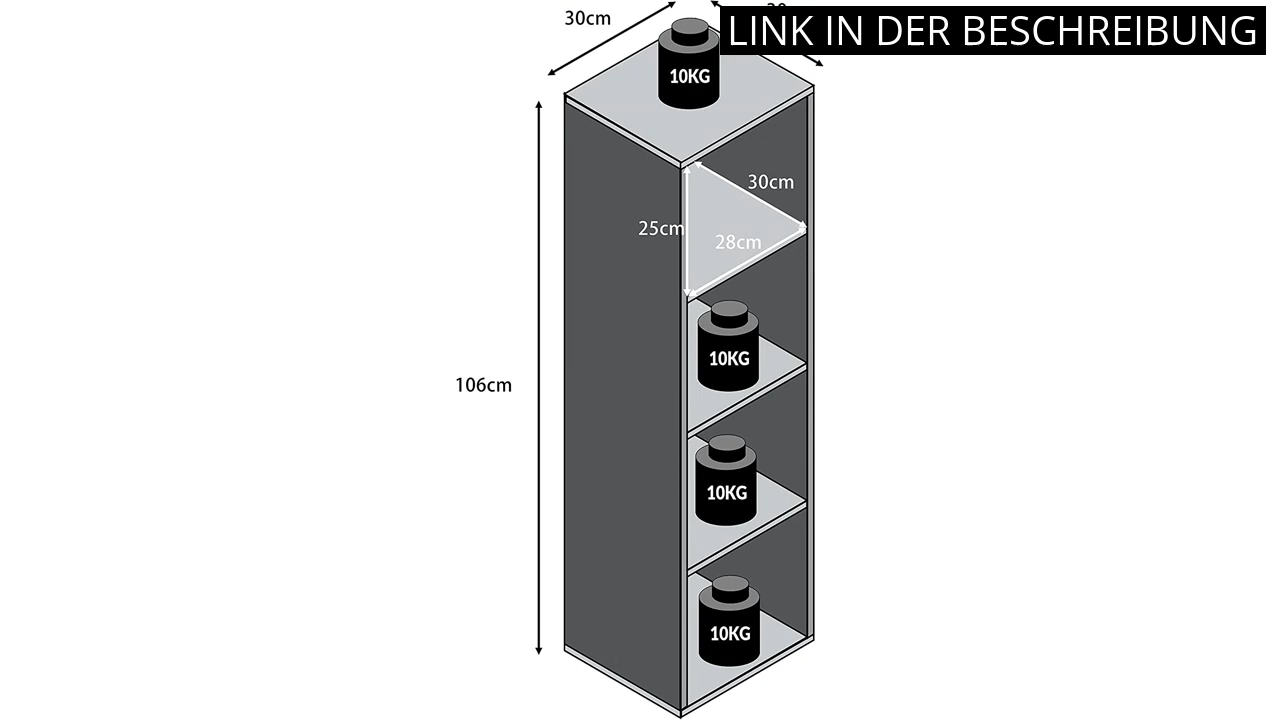 30cm
LINK IN DER BESCHREIBUNG
10KG
30cm
25cm
28cm
10KG
106cm
10KG
10KG